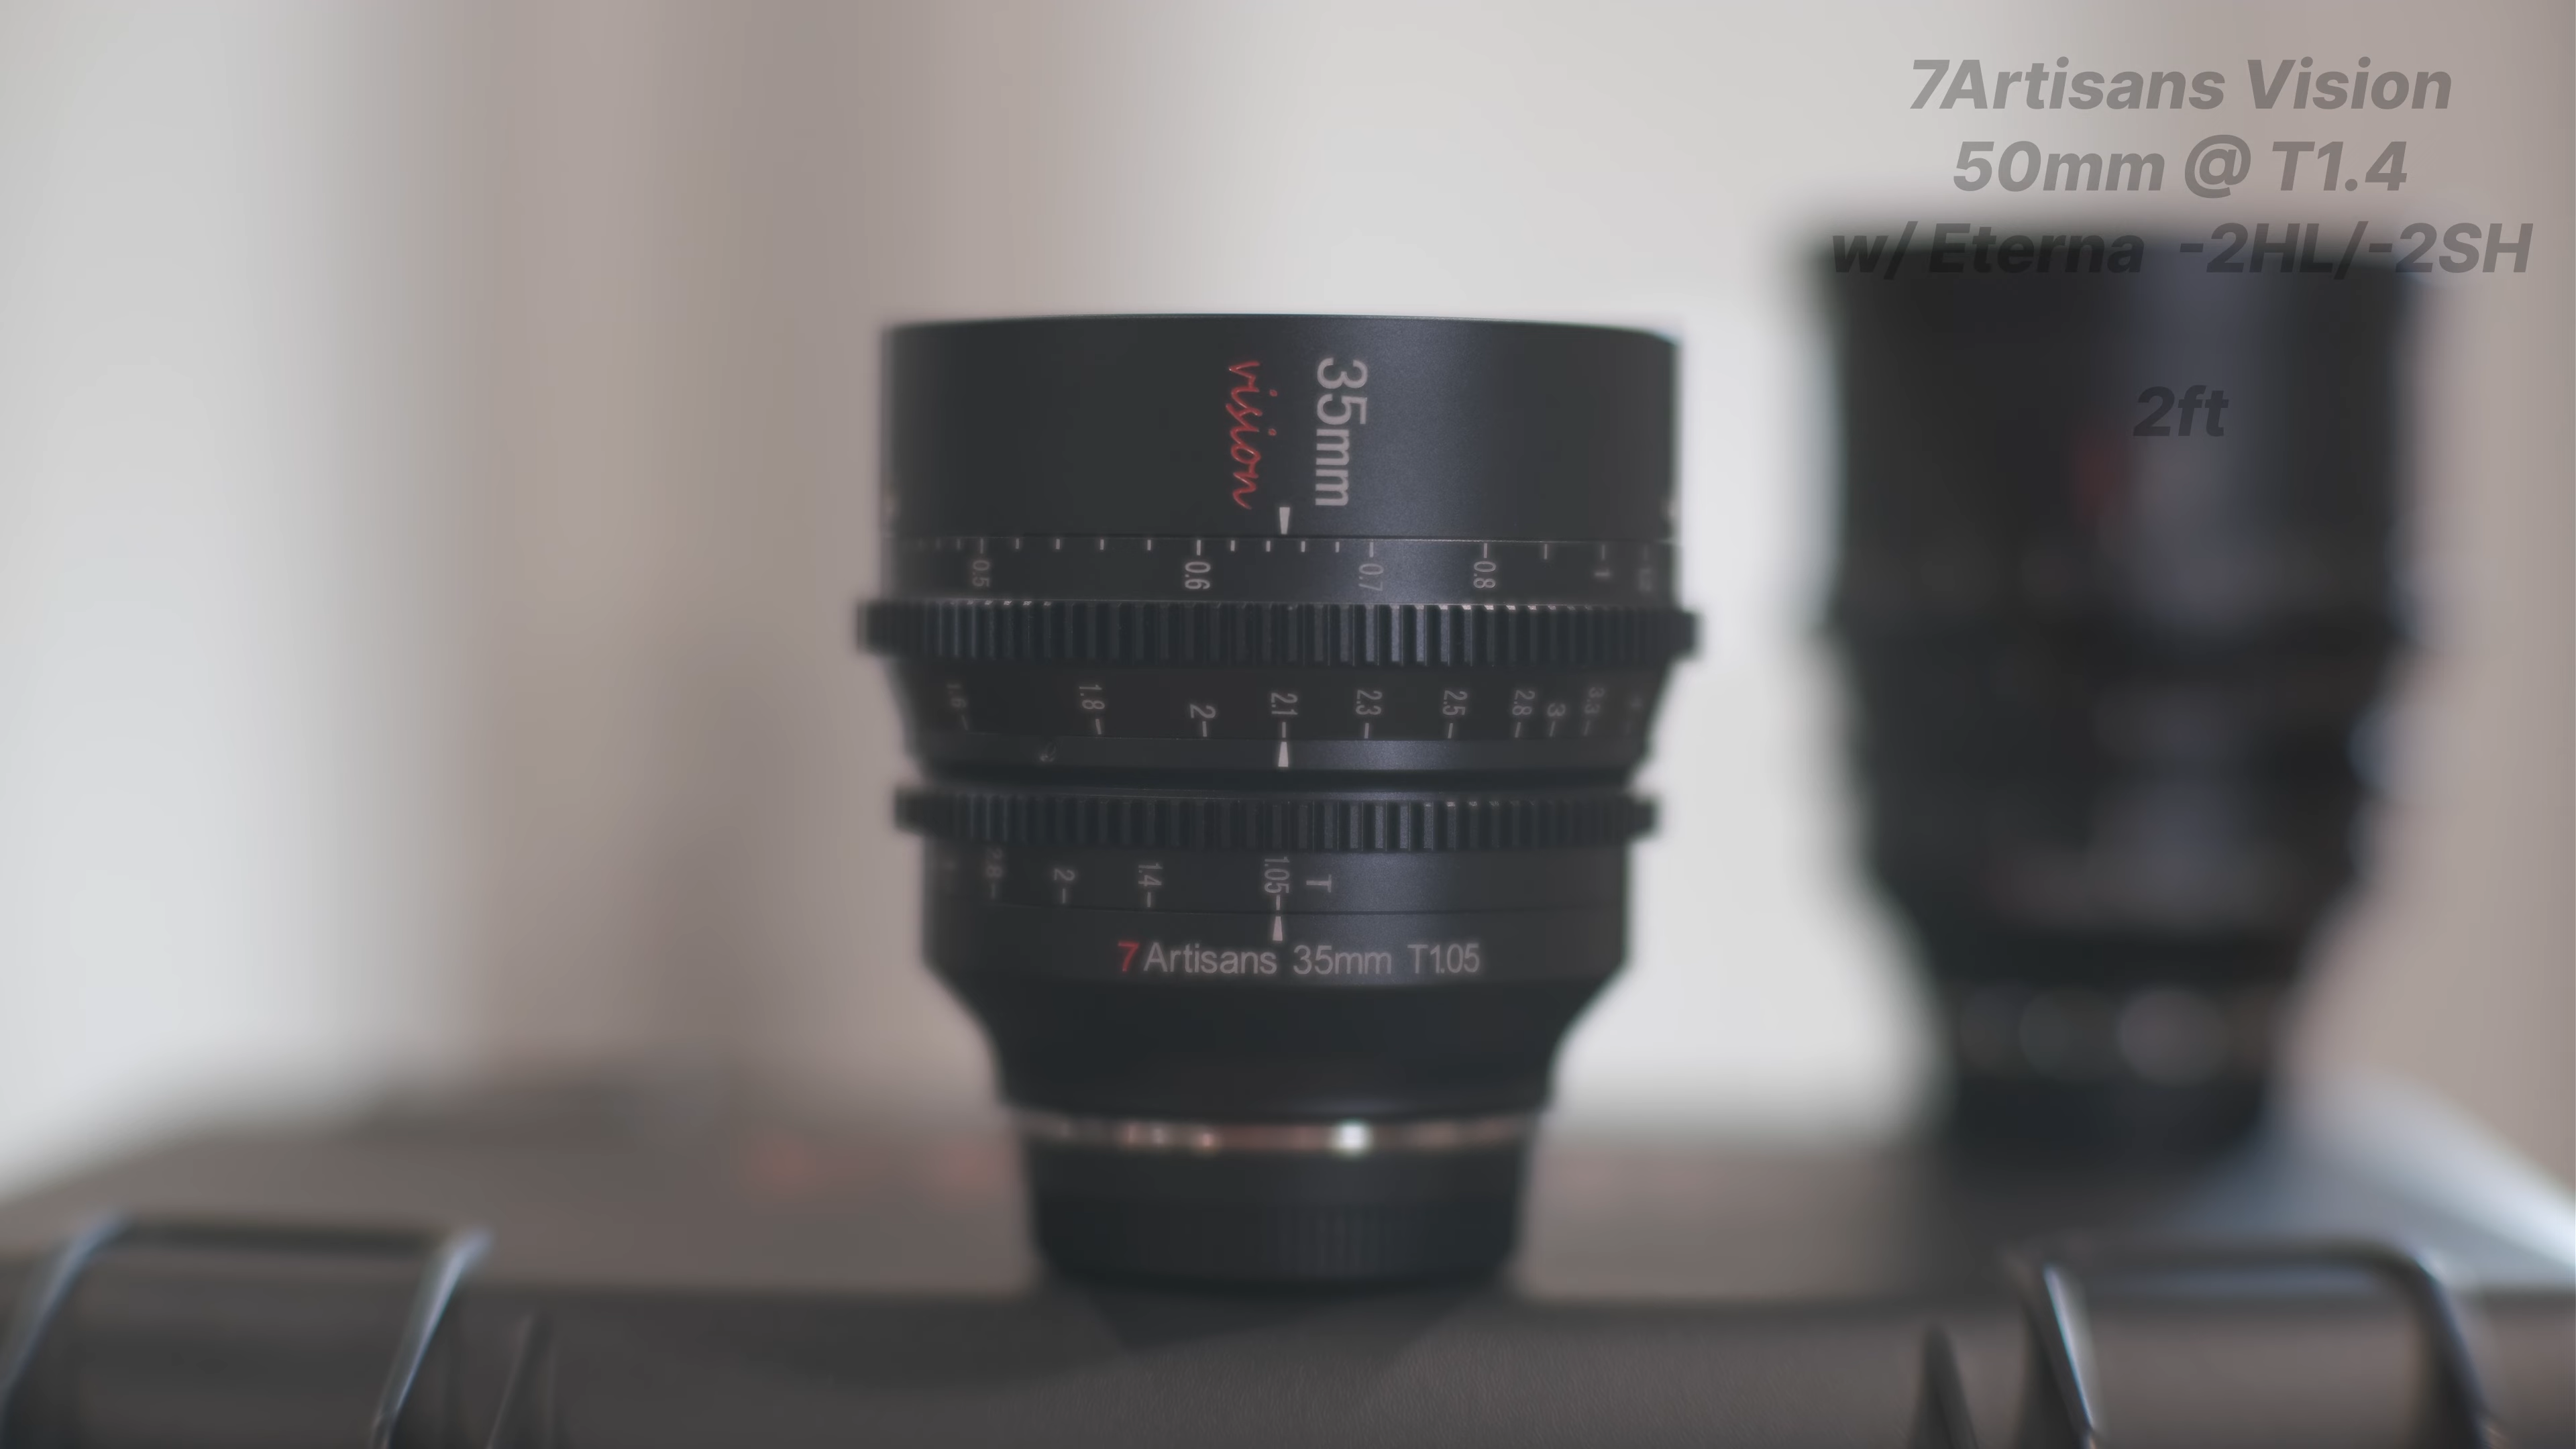 7Artisans Vision
50mm @ T1.4
w/ Eterna -2HL/-2SH
2ft
35mm
vision
0.5 0.6 0.7 0.8 1
1.6 1.8 2 2.1 2.3 2.5 2.8 3 3.3
2.8 2 1.4 1.05 T
7Artisans 35mm T1.05